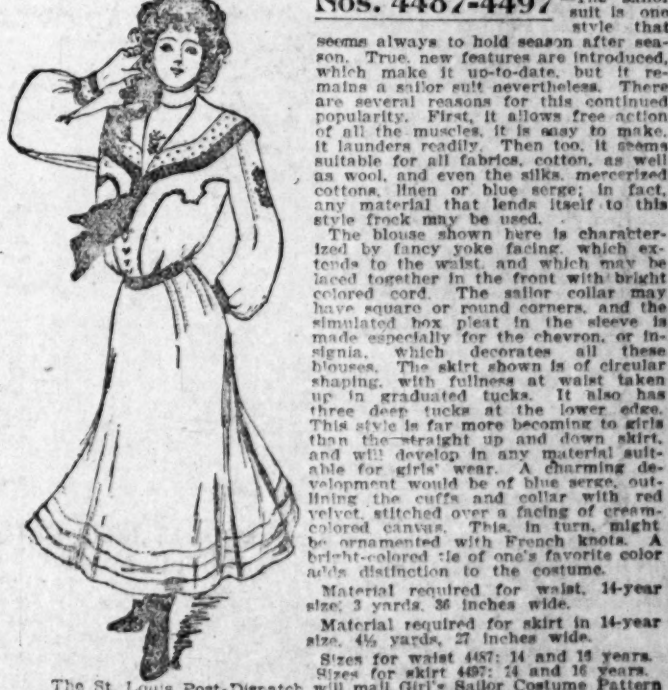 Nos. 4487-4497
The sailor
suit is one
style that
seems always to hold season after sea-
son. True, new features are introduced,
which make it up-to-date, but it re-
mains a sailor suit nevertheless. There
are several reasons for this continued
popularity. First, it allows free action
of all the muscles, it is easy to make,
it launders readily. Then too, it seems
suitable for all fabrics, cotton, as well
as wool, and even the silks, mercerized
cottons, linen or blue serge; in fact,
any material that lends itself to this
style frock may be used.
The blouse shown here is character-
ized by fancy yoke facing, which ex-
tends to the waist, and which may be
laced together in the front with bright
colored cord. The sailor collar may
have square or round corners, and the
simulated box pleat in the sleeve is
made especially for the chevron, or in-
signia, which decorates all these
blouses. The skirt shown is of circular
shaping, with fullness at waist taken
up in graduated tucks. It also has
three deep tucks at the lower edge.
This style is far more becoming to girls
than the straight up and down skirt,
and will develop in any material suit-
able for girls' wear. A charming de-
velopment would be of blue serge, out-
lining the cuffs and collar with red
velvet, stitched over a facing of cream-
colored canvas. This, in turn, might
be ornamented with French knots. A
bright-colored tie of one's favorite color
adds distinction to the costume.
Material required for waist, 14-year
size, 3 yards, 36 inches wide.
Material required for skirt in 14-year
size, 4½ yards, 27 inches wide.
Sizes for waist 4487: 14 and 16 years.
Sizes for skirt 4497: 14 and 16 years.
The St. Louis Post-Dispatch will mail Girl's Sailor Costume Pattern